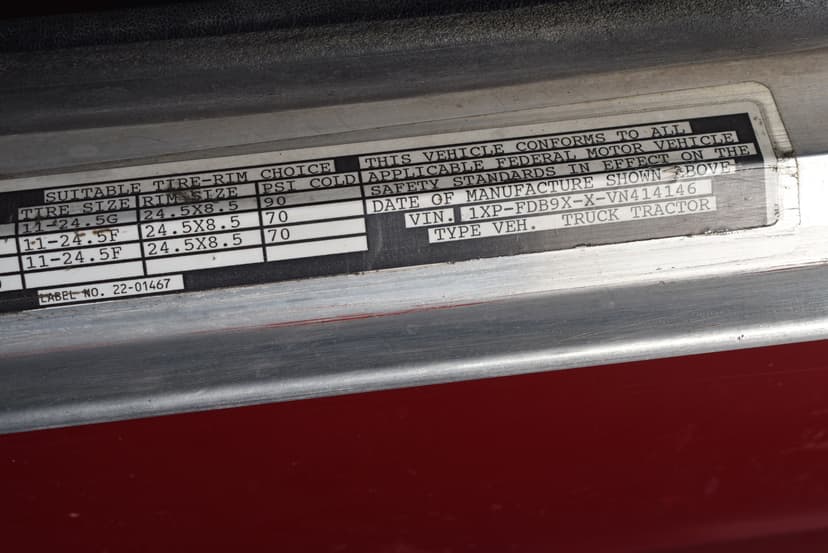 SUITABLE TIRE-RIM CHOICE
TIRE SIZE RIM SIZE PSI COLD
11-24.5G 24.5X8.5 90
11-24.5F 24.5X8.5 70
11-24.5F 24.5X8.5 70
LABEL NO. 22-01467
THIS VEHICLE CONFORMS TO ALL
APPLICABLE FEDERAL MOTOR VEHICLE
SAFETY STANDARDS IN EFFECT ON THE
DATE OF MANUFACTURE SHOWN ABOVE
VIN. 1XP-FDB9X-X-VN414146
TYPE VEH. TRUCK TRACTOR